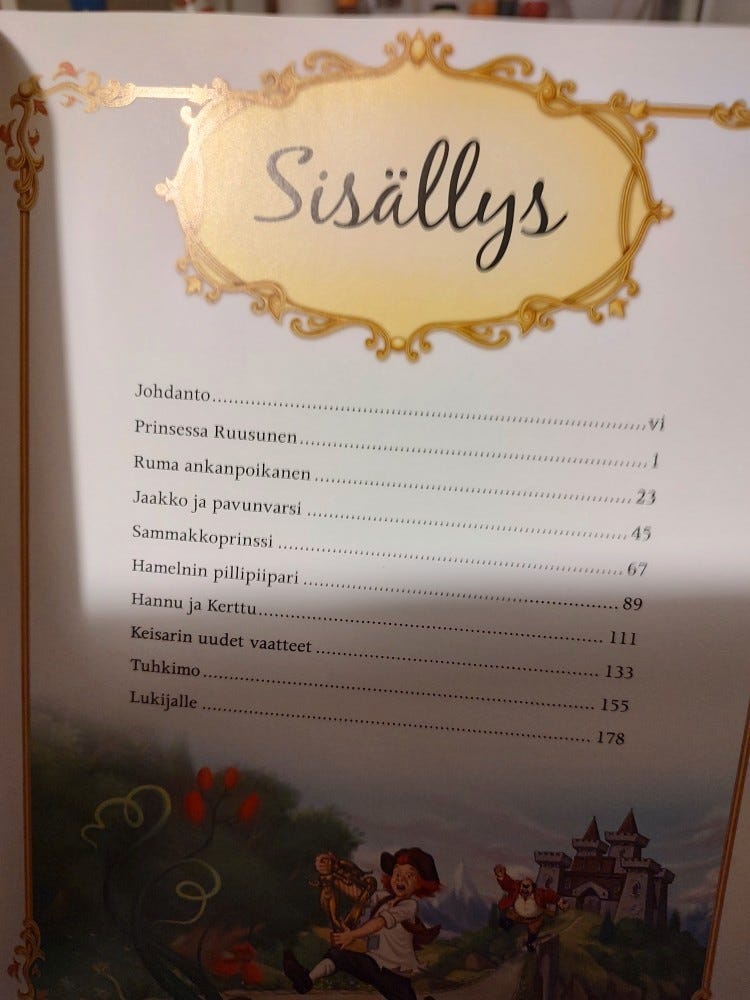 Sisällys
Johdanto........ vi
Prinsessa Ruusunen........ 1
Ruma ankanpoikanen........ 23
Jaakko ja pavunvarsi........ 45
Sammakkoprinssi........ 67
Hamelnin pillipiipari........ 89
Hannu ja Kerttu........ 111
Keisarin uudet vaatteet........ 133
Tuhkimo........ 155
Lukijalle........ 178